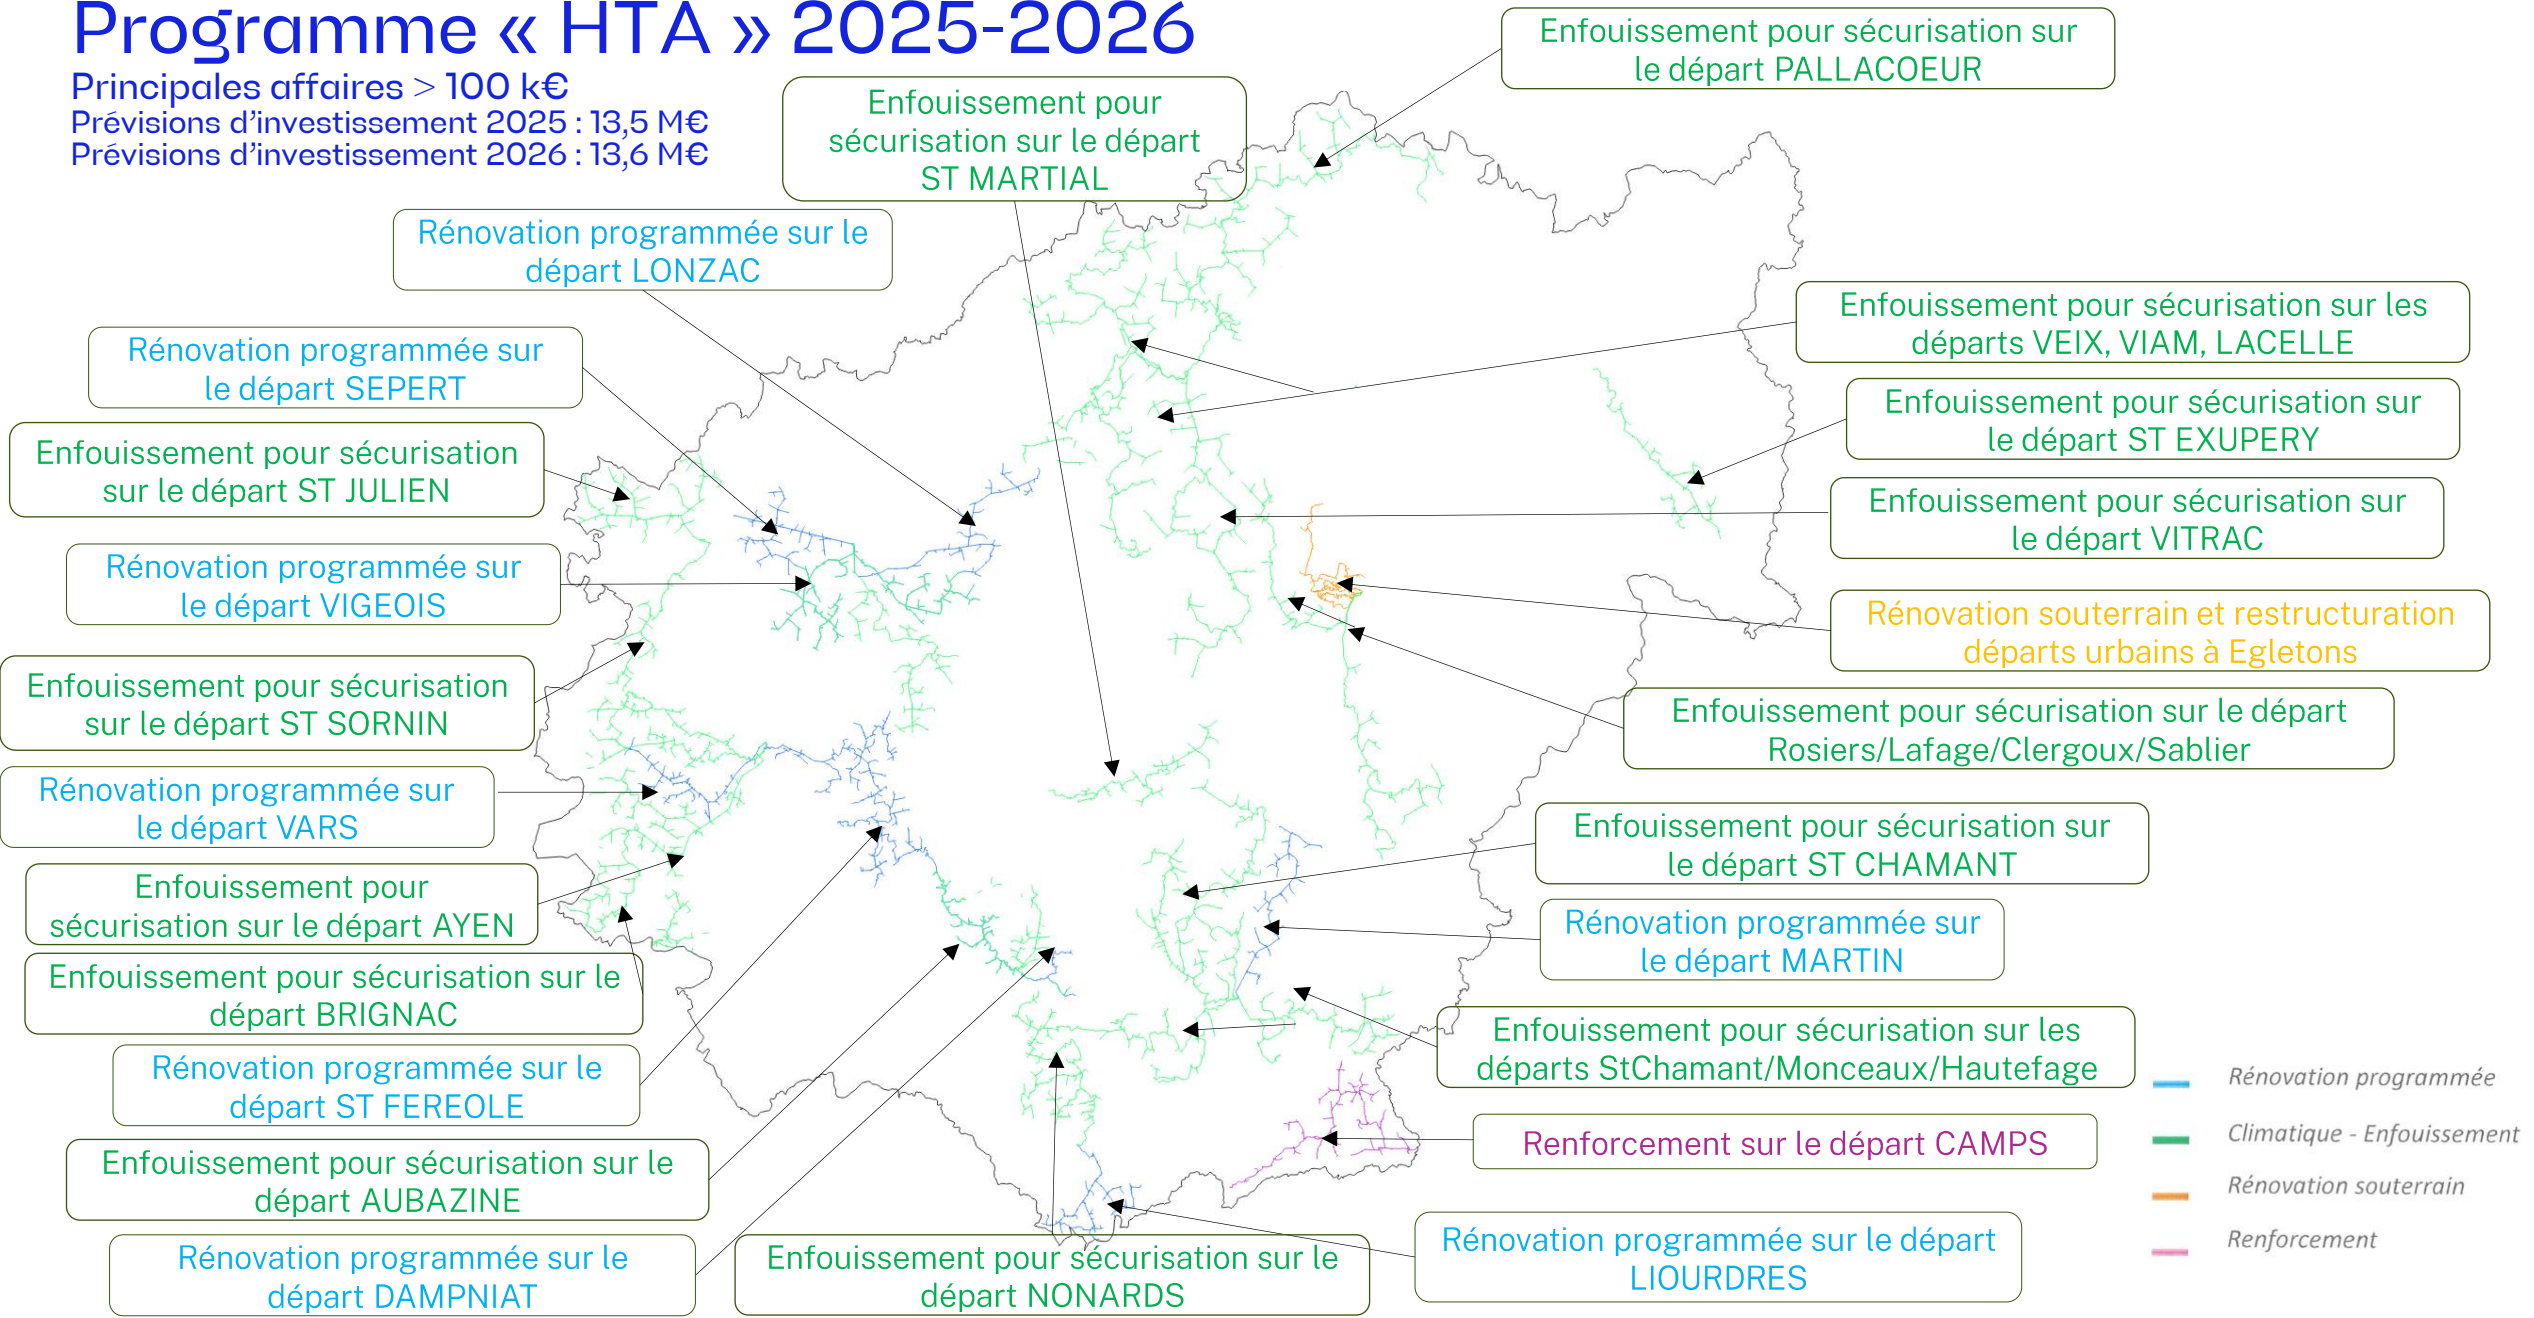 Programme « HTA » 2025-2026
Principales affaires > 100 k€
Prévisions d’investissement 2025 : 13,5 M€
Prévisions d’investissement 2026 : 13,6 M€
Enfouissement pour sécurisation sur
le départ PALLACOEUR
Enfouissement pour
sécurisation sur le départ
ST MARTIAL
Rénovation programmée sur le
départ LONZAC
Rénovation programmée sur
le départ SEPERT
Enfouissement pour sécurisation
sur le départ ST JULIEN
Rénovation programmée sur
le départ VIGEOIS
Enfouissement pour sécurisation
sur le départ ST SORNIN
Rénovation programmée sur
le départ VARS
Enfouissement pour
sécurisation sur le départ AYEN
Enfouissement pour sécurisation sur le
départ BRIGNAC
Rénovation programmée sur le
départ ST FEREOLE
Enfouissement pour sécurisation sur le
départ AUBAZINE
Rénovation programmée sur le
départ DAMPNIAT
Enfouissement pour sécurisation sur le
départ NONARDS
Enfouissement pour sécurisation sur les
départs VEIX, VIAM, LACELLE
Enfouissement pour sécurisation sur
le départ ST EXUPERY
Enfouissement pour sécurisation sur
le départ VITRAC
Rénovation souterrain et restructuration
départs urbains à Egletons
Enfouissement pour sécurisation sur le départ
Rosiers/Lafage/Clergoux/Sablier
Enfouissement pour sécurisation sur
le départ ST CHAMANT
Rénovation programmée sur
le départ MARTIN
Enfouissement pour sécurisation sur les
départs StChamant/Monceaux/Hautefage
Renforcement sur le départ CAMPS
Rénovation programmée sur le départ
LIOURDRES
Rénovation programmée
Climatique - Enfouissement
Rénovation souterrain
Renforcement